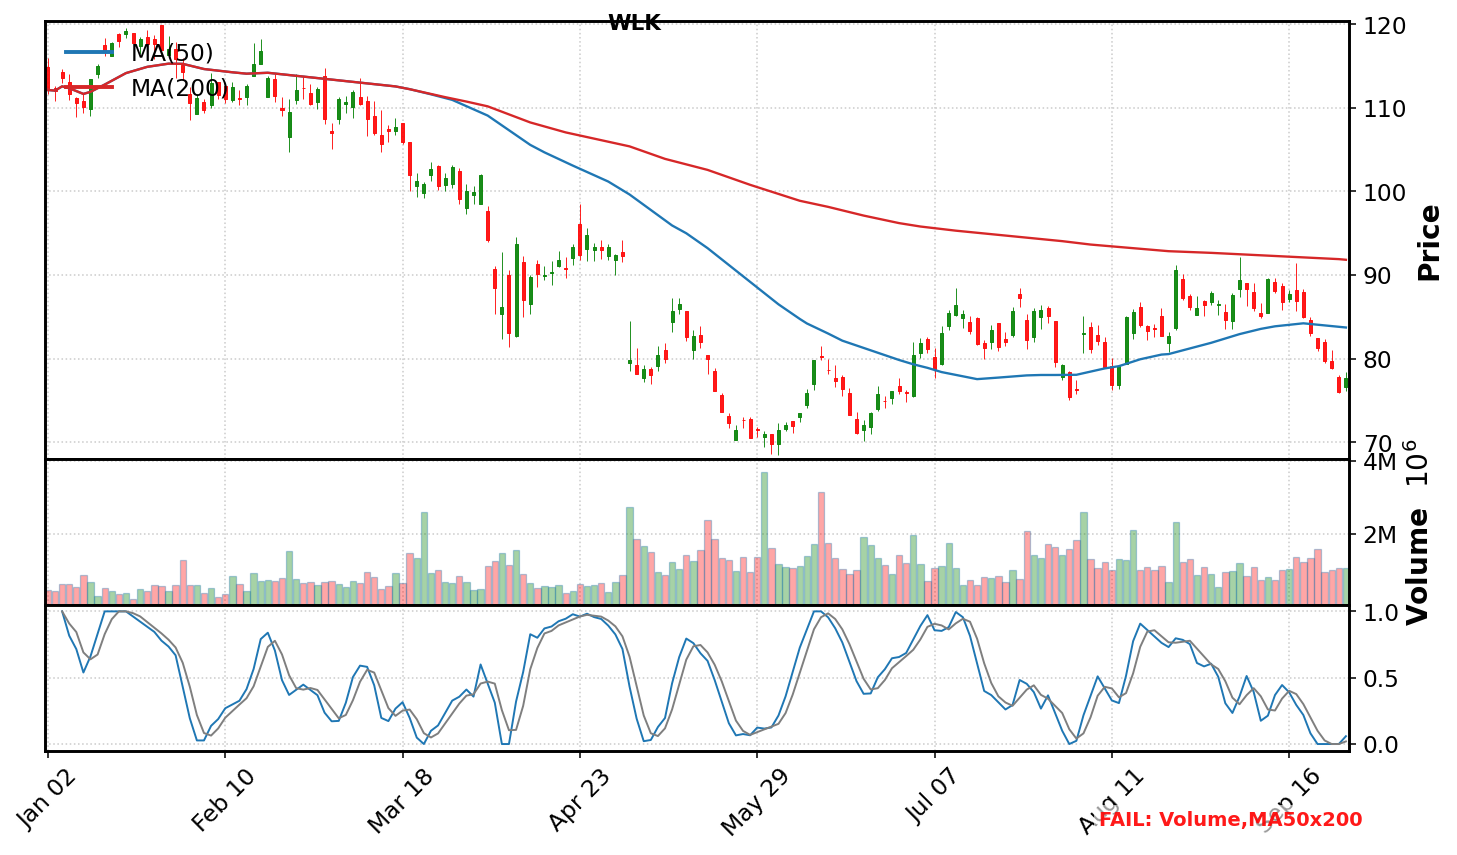 WLK
MA(50)
MA(200)
120
110
100
90
80
70
Price
4M
2M
Volume 10^6
1.0
0.5
0.0
Jan 02
Feb 10
Mar 18
Apr 23
May 29
Jul 07
Aug 11
Sep 16
FAIL: Volume,MA50x200